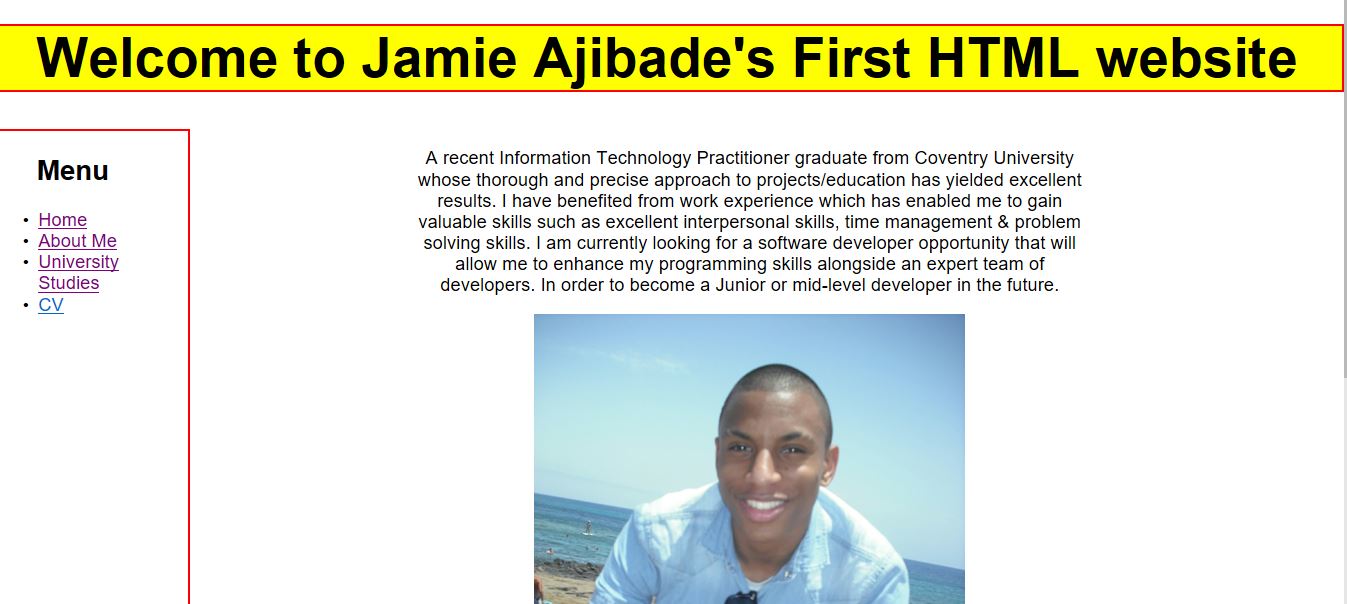 Welcome to Jamie Ajibade's First HTML website
Menu
Home
About Me
University
Studies
CV
A recent Information Technology Practitioner graduate from Coventry University
whose thorough and precise approach to projects/education has yielded excellent
results. I have benefited from work experience which has enabled me to gain
valuable skills such as excellent interpersonal skills, time management & problem
solving skills. I am currently looking for a software developer opportunity that will
allow me to enhance my programming skills alongside an expert team of
developers. In order to become a Junior or mid-level developer in the future.